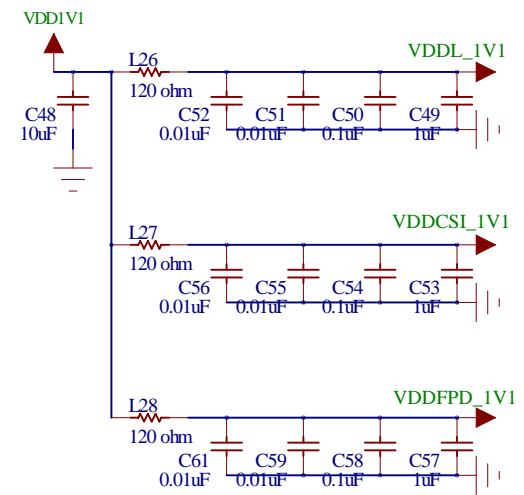 VDD1V1
L26
VDDL_1V1
120 ohm
C48
10uF
C52
0.01uF
C51
0.01uF
C50
0.1uF
C49
1uF
L27
VDDCSI_1V1
120 ohm
C56
0.01uF
C55
0.01uF
C54
0.1uF
C53
1uF
L28
VDDFPD_1V1
120 ohm
C61
0.01uF
C59
0.01uF
C58
0.1uF
C57
1uF